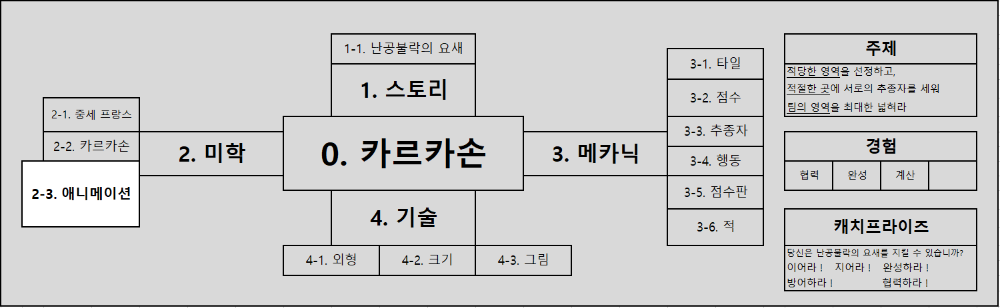 1-1. 난공불락의 요새
1. 스토리
0. 카르카손
2. 미학
2-1. 중세 프랑스
2-2. 카르카손
2-3. 애니메이션
3. 메카닉
3-1. 타일
3-2. 점수
3-3. 추종자
3-4. 행동
3-5. 점수판
3-6. 적
4. 기술
4-1. 외형
4-2. 크기
4-3. 그림
주제
적당한 영역을 선정하고,
적절한 곳에 서로의 추종자를 세워
팀의 영역을 최대한 넓혀라
경험
협력 완성 계산
캐치프라이즈
당신은 난공불락의 요새를 지킬 수 있습니까?
이어라 ! 지어라 ! 완성하라 !
방어하라 ! 협력하라 !